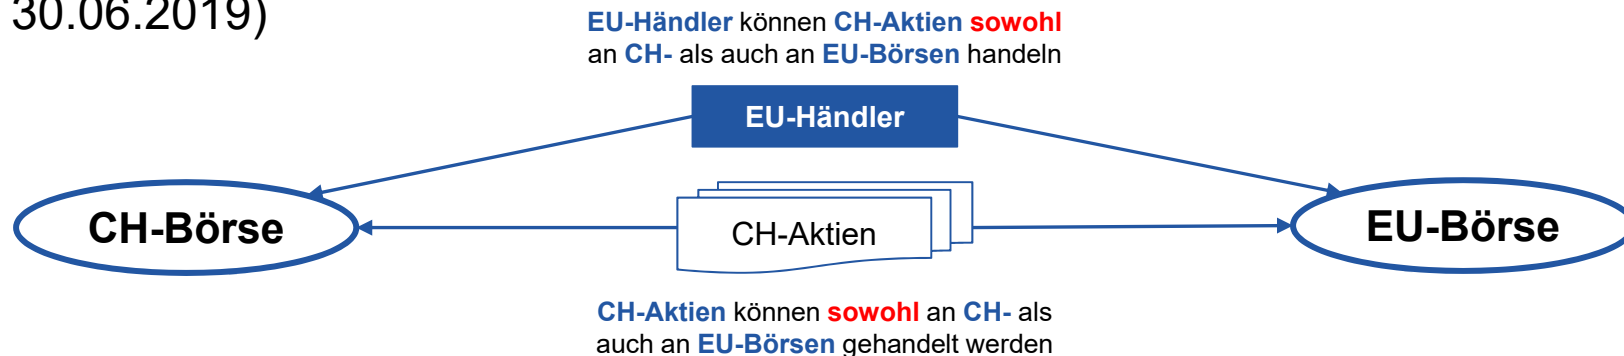 30.06.2019)
EU-Händler können CH-Aktien sowohl
an CH- als auch an EU-Börsen handeln
EU-Händler
CH-Börse
CH-Aktien
EU-Börse
CH-Aktien können sowohl an CH- als
auch an EU-Börsen gehandelt werden